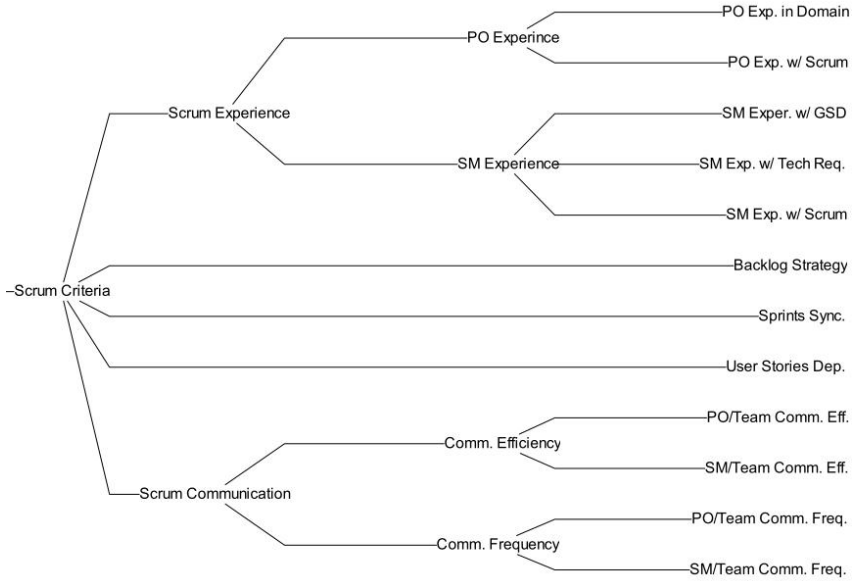 PO Exp. in Domain
PO Experince
PO Exp. w/ Scrum
Scrum Experience
SM Exper. w/ GSD
SM Experience
SM Exp. w/ Tech Req.
SM Exp. w/ Scrum
Backlog Strategy
–Scrum Criteria
Sprints Sync.
User Stories Dep.
PO/Team Comm. Eff.
Comm. Efficiency
SM/Team Comm. Eff.
Scrum Communication
PO/Team Comm. Freq.
Comm. Frequency
SM/Team Comm. Freq.